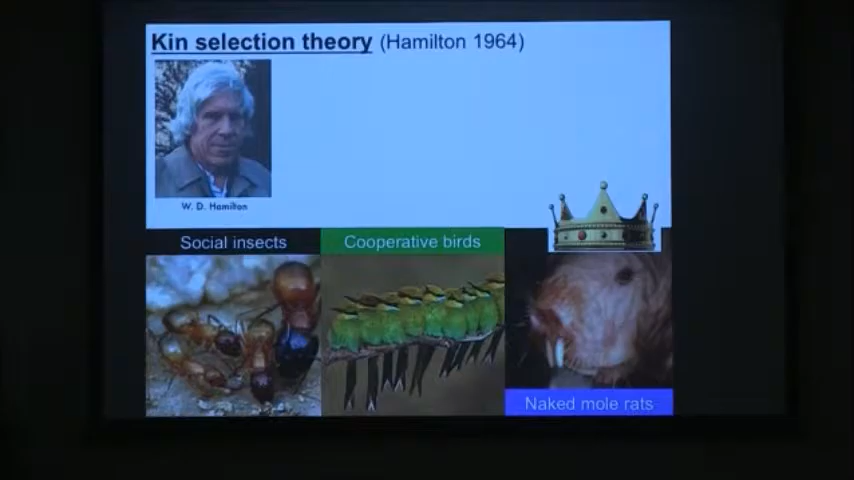 Kin selection theory (Hamilton 1964)
W. D. Hamilton
Social insects
Cooperative birds
Naked mole rats